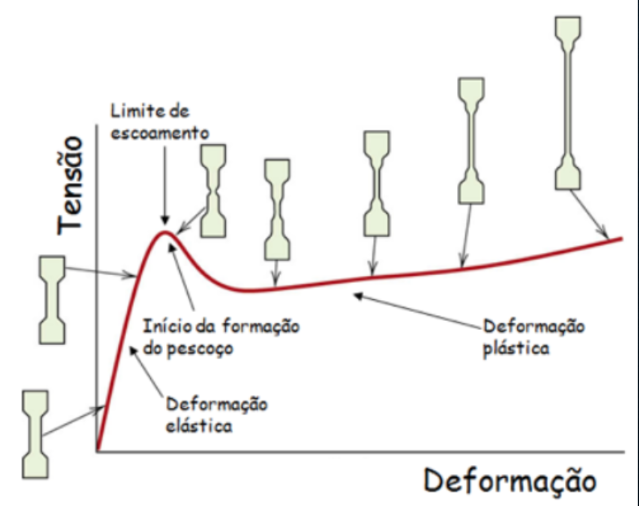 Limite de
escoamento
Tensão
Início da formação
do pescoço
Deformação
plástica
Deformação
elástica
Deformação